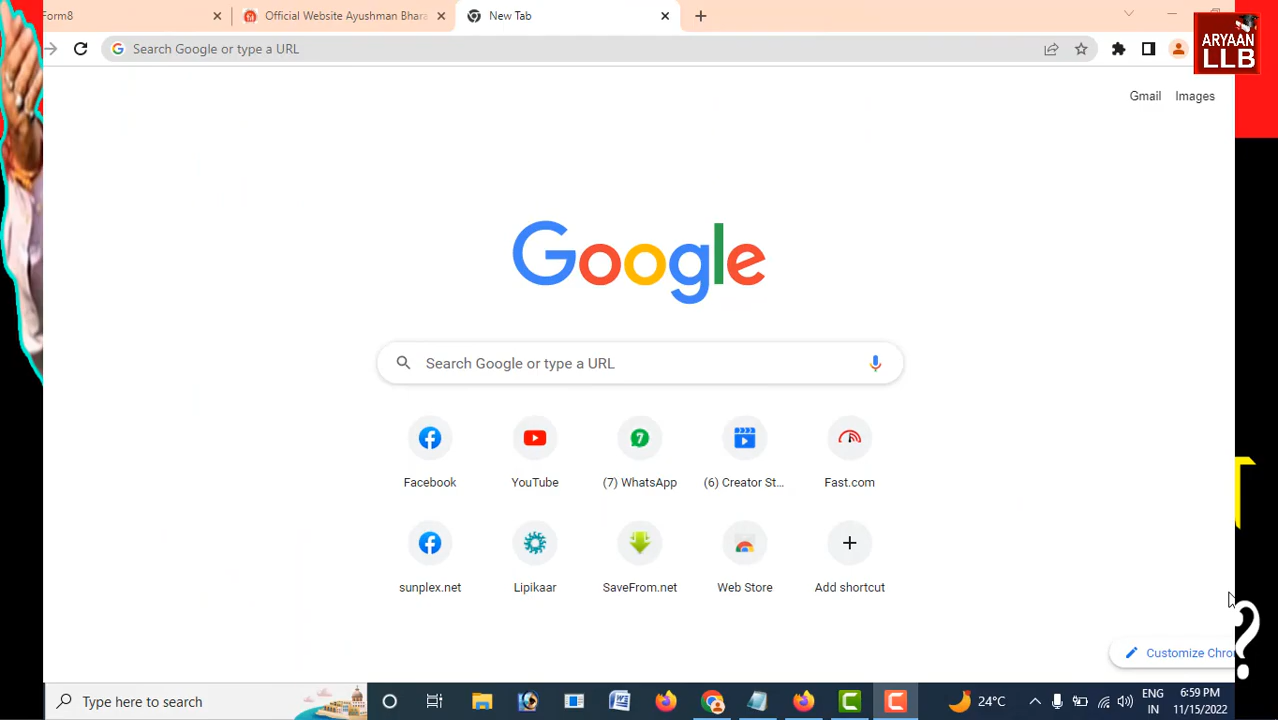 Form8
Official Website Ayushman Bhara
New Tab
ARYAAN
LLB
Search Google or type a URL
Gmail
Images
Google
Search Google or type a URL
7
Facebook
YouTube
(7) WhatsApp
(6) Creator St...
Fast.com
sunplex.net
Lipikaar
SaveFrom.net
Web Store
Add shortcut
?
Customize Chro
Type here to search
24°C
ENG
IN
6:59 PM
11/15/2022